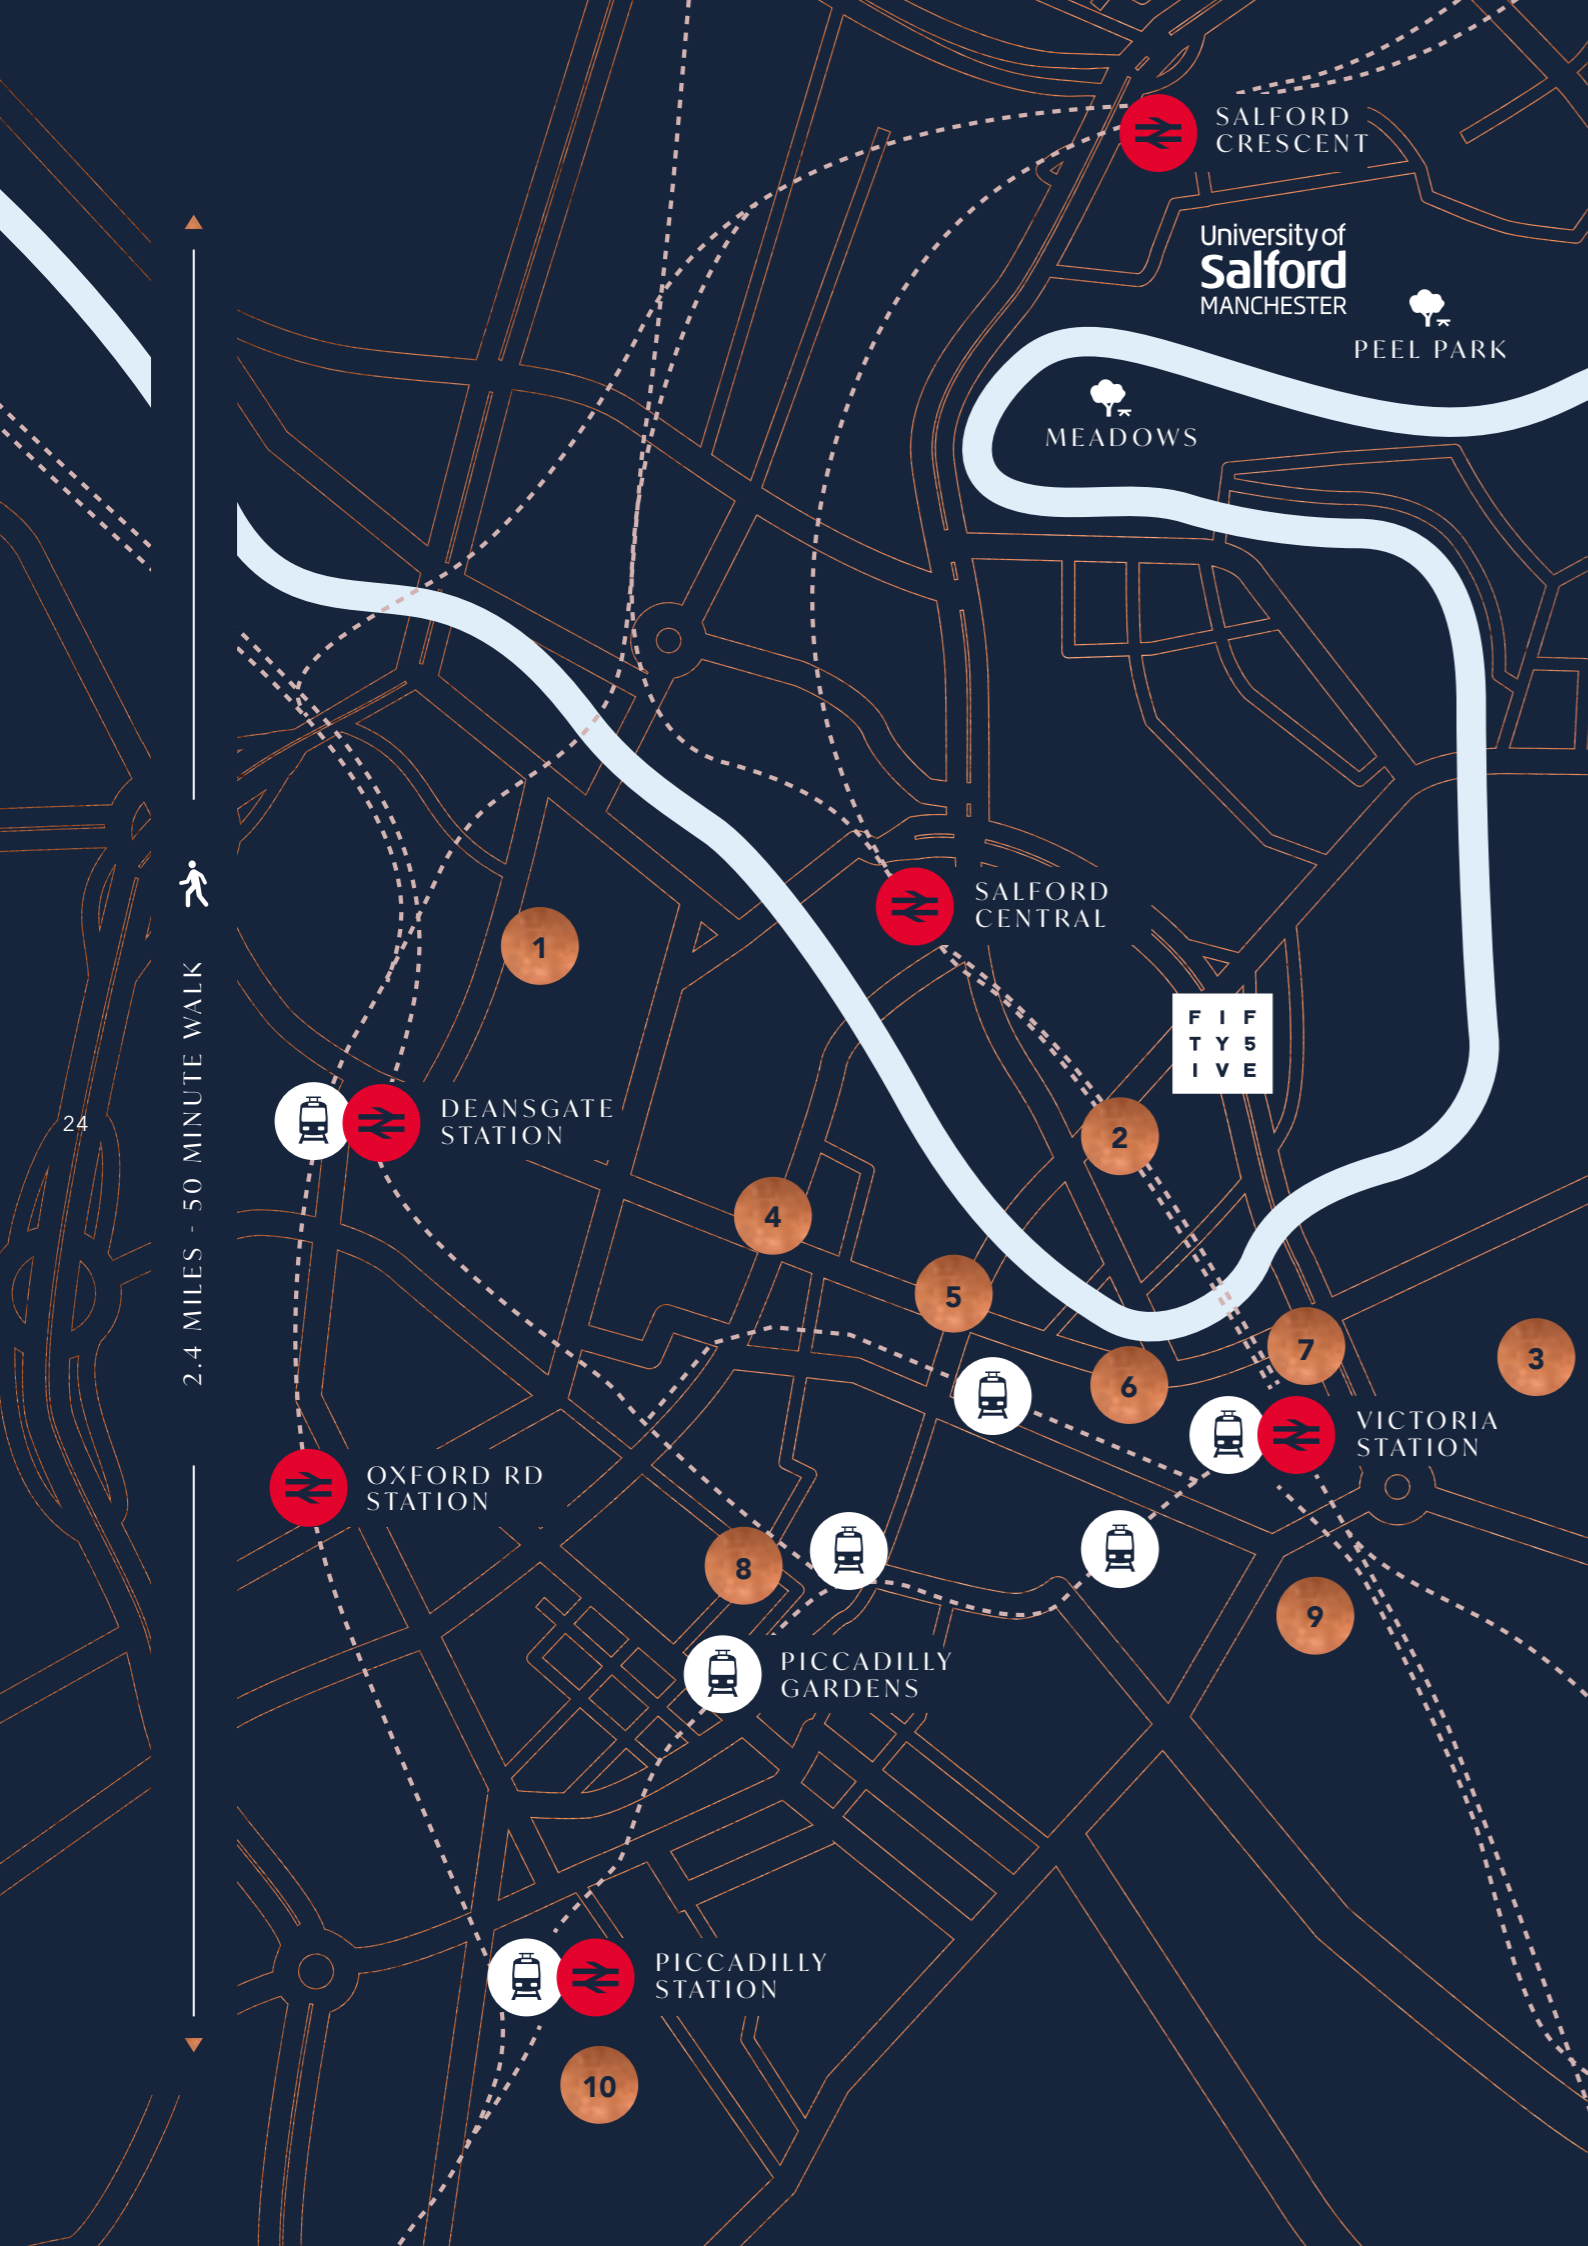 SALFORD
CRESCENT
University of
Salford
MANCHESTER
PEEL PARK
MEADOWS
1
SALFORD
CENTRAL
F I F
T Y 5
I V E
24
2.4 MILES - 50 MINUTE WALK
DEANSGATE
STATION
2
4
5
7
3
6
VICTORIA
STATION
OXFORD RD
STATION
8
9
PICCADILLY
GARDENS
PICCADILLY
STATION
10